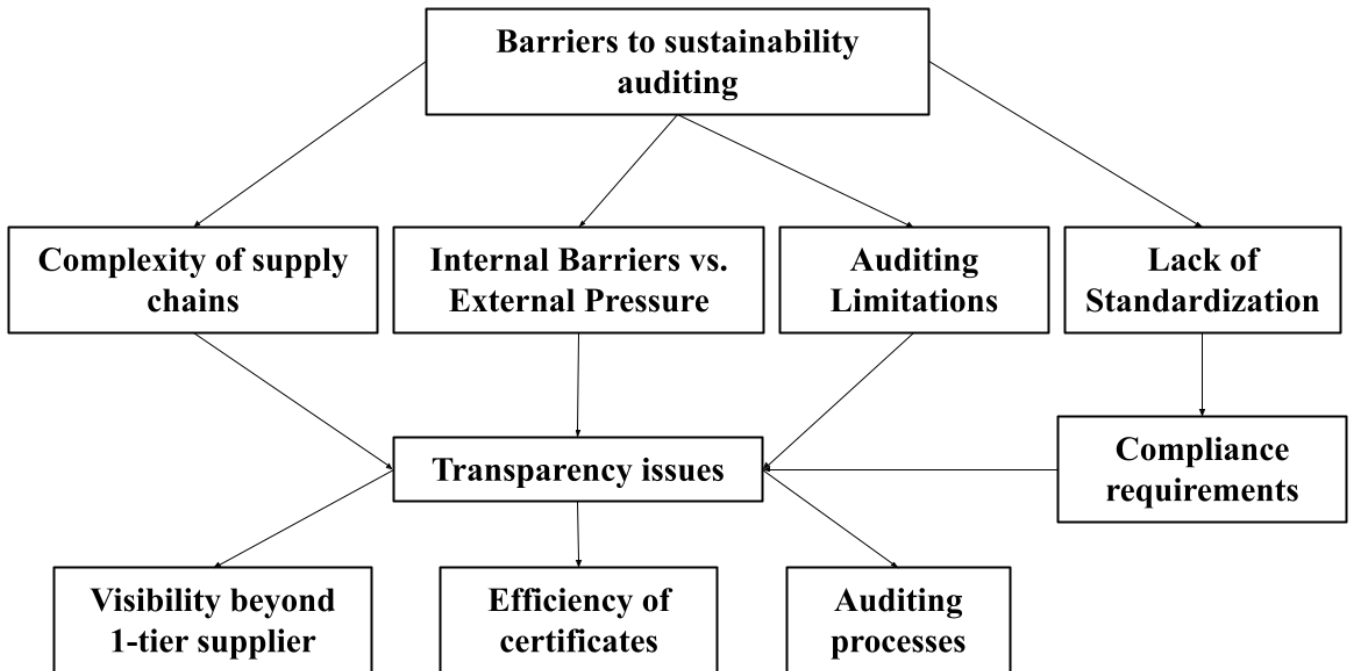 Barriers to sustainability
auditing
Complexity of supply
chains
Internal Barriers vs.
External Pressure
Auditing
Limitations
Lack of
Standardization
Transparency issues
Compliance
requirements
Visibility beyond
1-tier supplier
Efficiency of
certificates
Auditing
processes